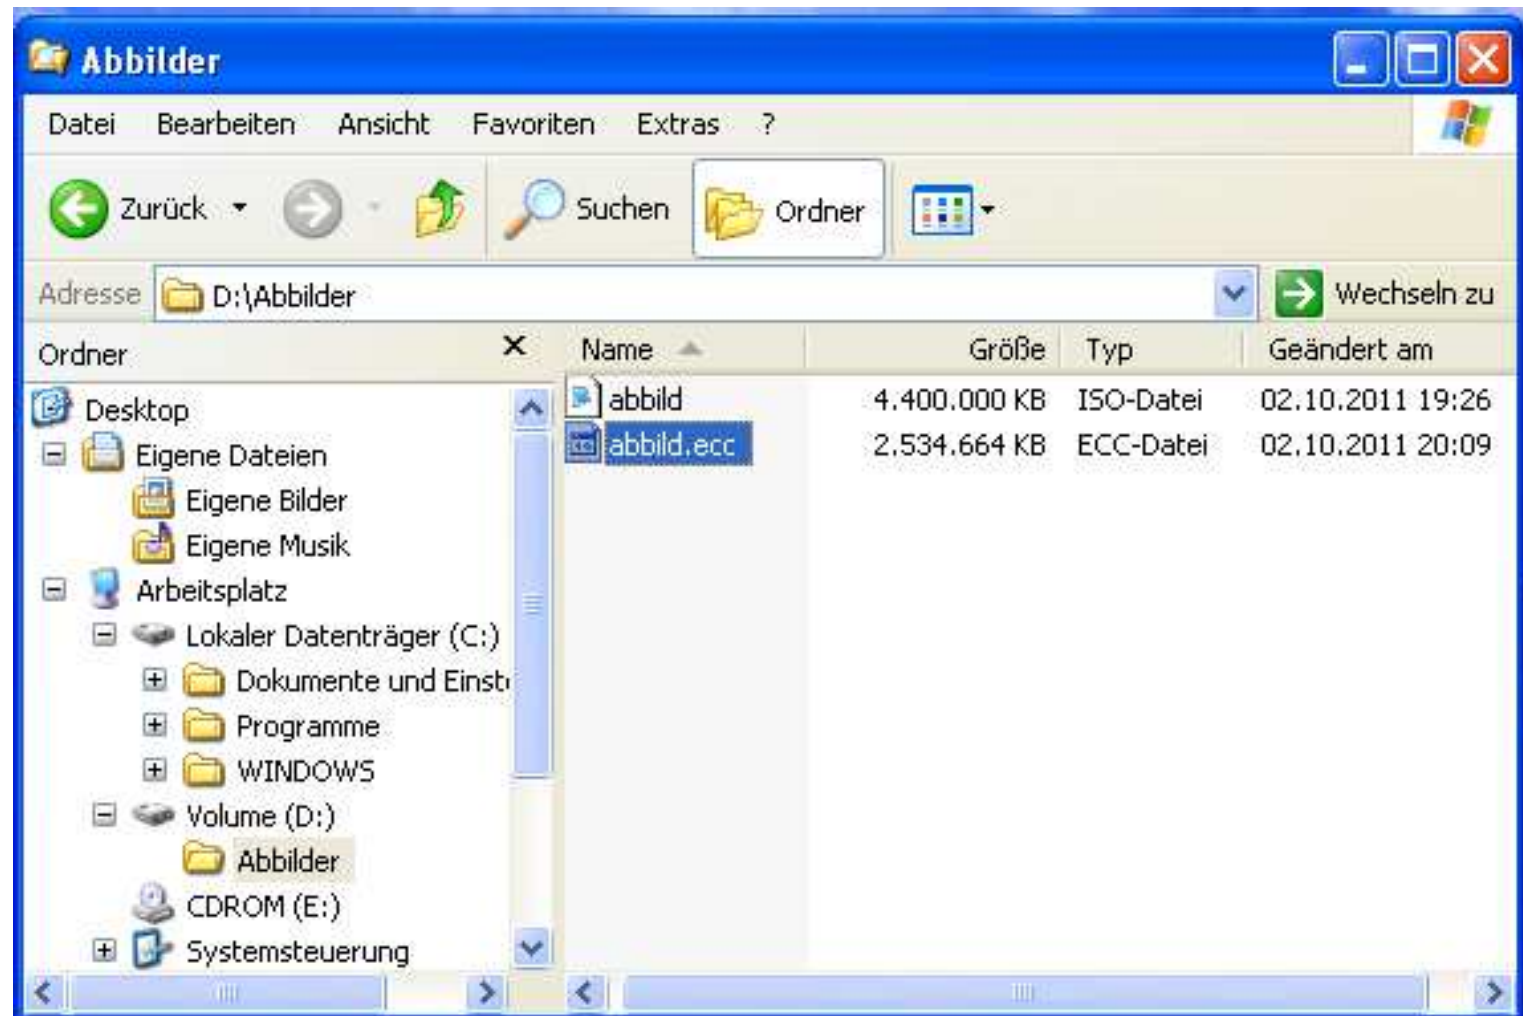 Abbilder
Datei Bearbeiten Ansicht Favoriten Extras ?
Zurück Suchen Ordner
Adresse D:\Abbilder Wechseln zu
Ordner
Desktop
Eigene Dateien
Eigene Bilder
Eigene Musik
Arbeitsplatz
Lokaler Datenträger (C:)
Dokumente und Einst
Programme
WINDOWS
Volume (D:)
Abbilder
CDROM (E:)
Systemsteuerung
Name Größe Typ Geändert am
abbild 4.400.000 KB ISO-Datei 02.10.2011 19:26
abbild.ecc 2.534.664 KB ECC-Datei 02.10.2011 20:09